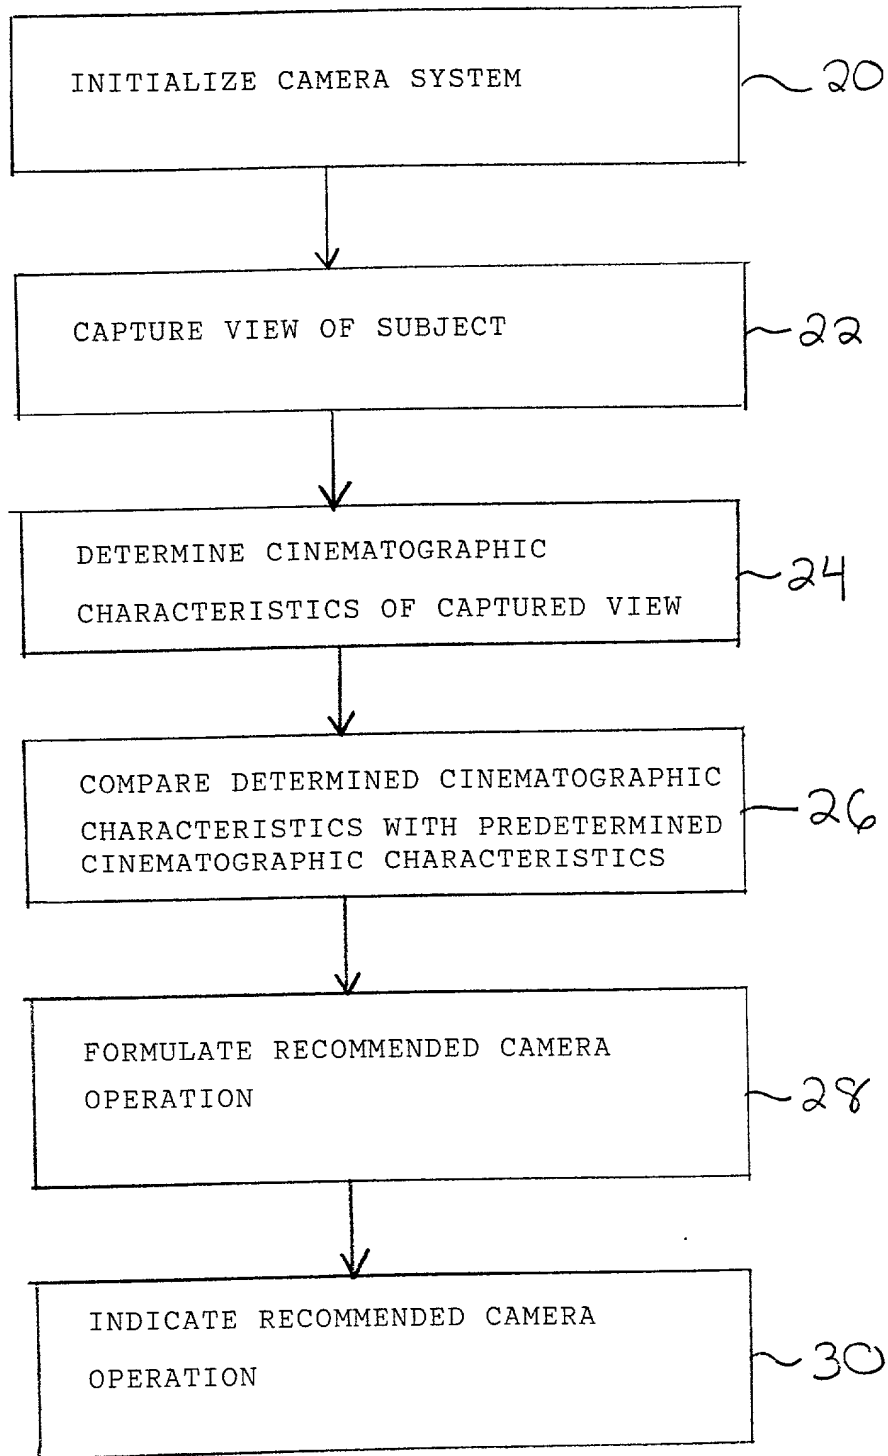 INITIALIZE CAMERA SYSTEM
20
CAPTURE VIEW OF SUBJECT
22
DETERMINE CINEMATOGRAPHIC
CHARACTERISTICS OF CAPTURED VIEW
24
COMPARE DETERMINED CINEMATOGRAPHIC
CHARACTERISTICS WITH PREDETERMINED
CINEMATOGRAPHIC CHARACTERISTICS
26
FORMULATE RECOMMENDED CAMERA
OPERATION
28
INDICATE RECOMMENDED CAMERA
OPERATION
30